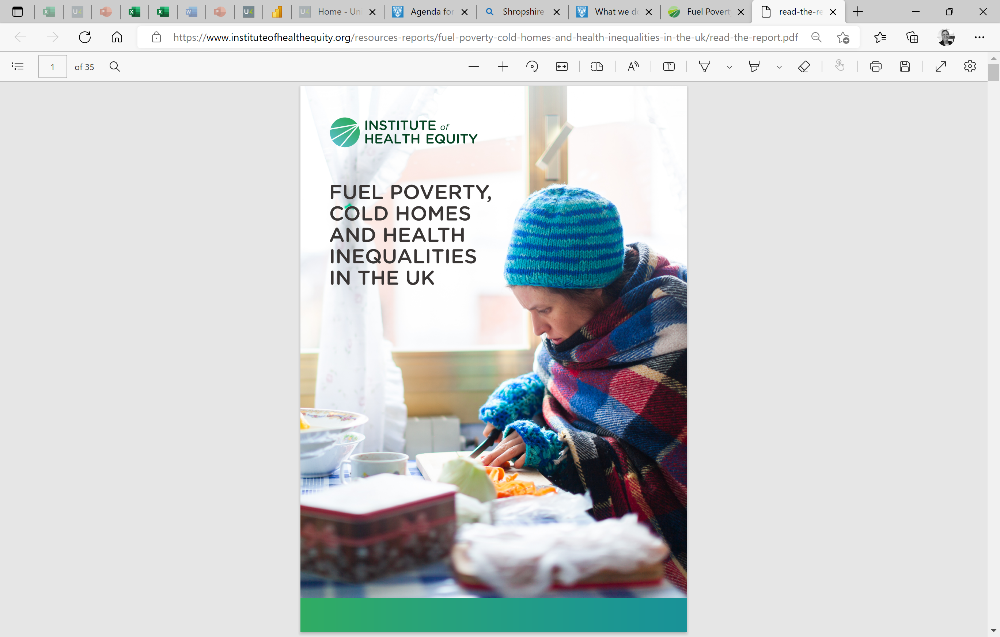 Home - Uni
Agenda for
Shropshire
What we do
Fuel Povert
read-the-re
https://www.instituteofhealthequity.org/resources-reports/fuel-poverty-cold-homes-and-health-inequalities-in-the-uk/read-the-report.pdf
1 of 35
INSTITUTE of
HEALTH EQUITY
FUEL POVERTY,
COLD HOMES
AND HEALTH
INEQUALITIES
IN THE UK